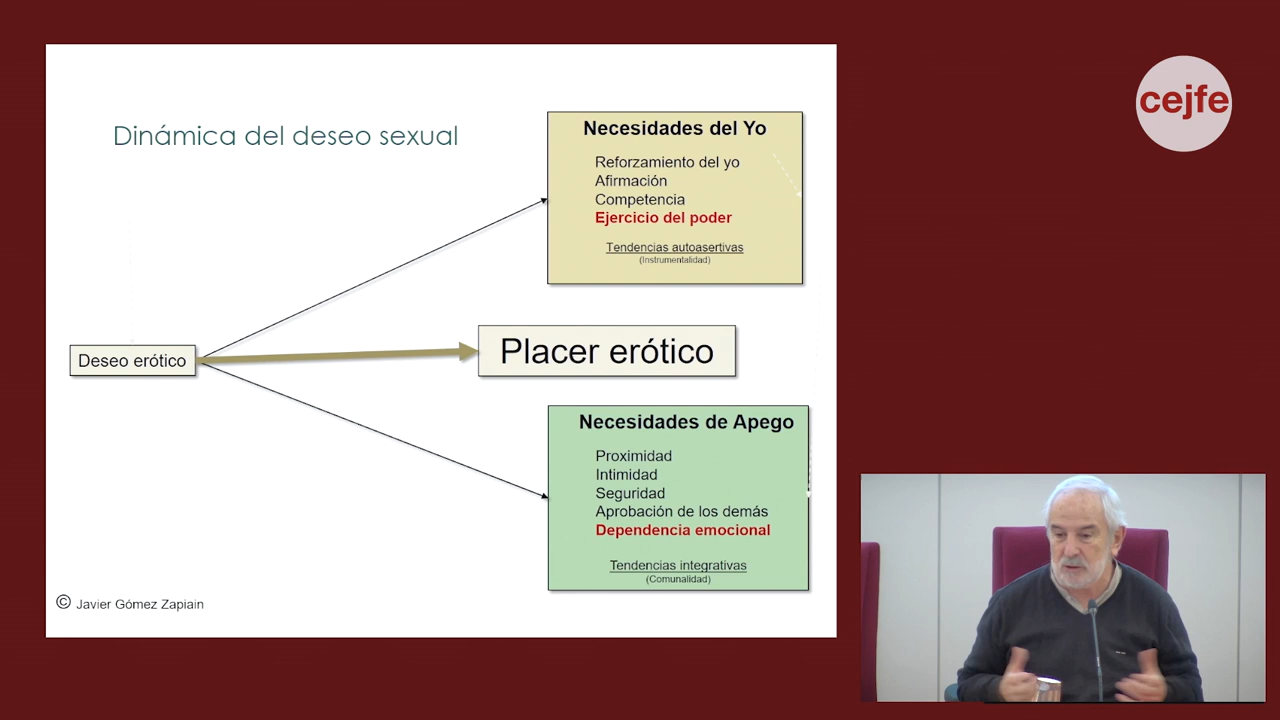 cejfe
Dinámica del deseo sexual
Necesidades del Yo
Reforzamiento del yo
Afirmación
Competencia
Ejercicio del poder
Tendencias autoasertivas
(Instrumentalidad)
Deseo erótico
Placer erótico
Necesidades de Apego
Proximidad
Intimidad
Seguridad
Aprobación de los demás
Dependencia emocional
Tendencias integrativas
(Comunalidad)
© Javier Gómez Zapiain